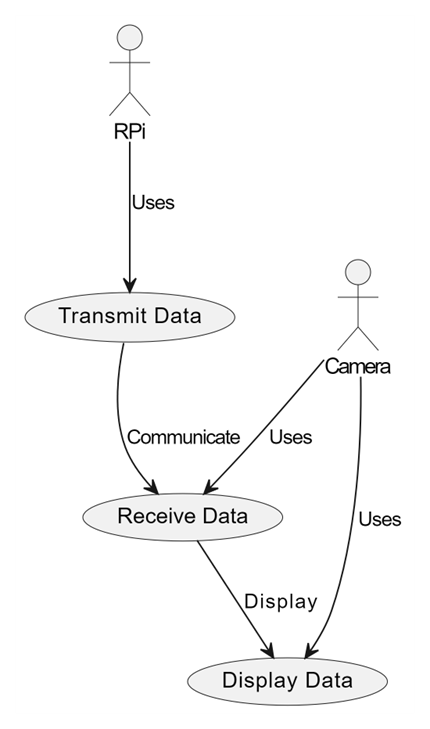 RPi
Uses
Transmit Data
Camera
Communicate
Uses
Receive Data
Uses
Display
Display Data